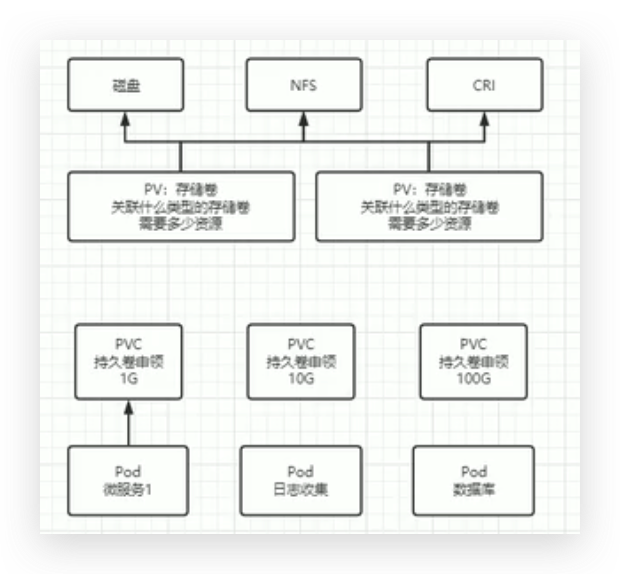 磁盘
NFS
CRI
PV：存储卷
关联什么类型的存储卷
需要多少资源
PV：存储卷
关联什么类型的存储卷
需要多少资源
PVC
持久卷申领
1G
PVC
持久卷申领
10G
PVC
持久卷申领
100G
Pod
微服务1
Pod
日志收集
Pod
数据库